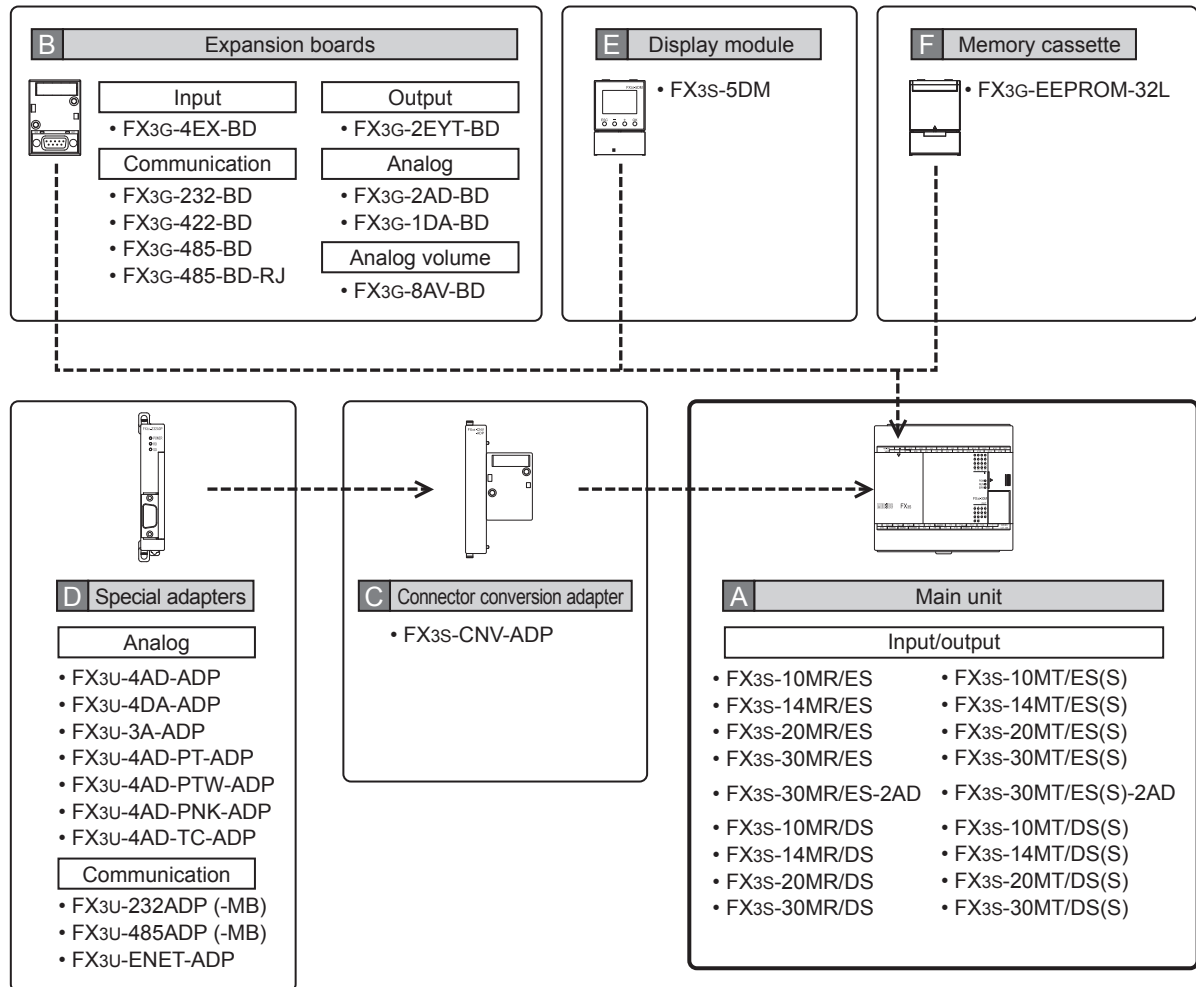 B Expansion boards
Input
• FX3G-4EX-BD
Communication
• FX3G-232-BD
• FX3G-422-BD
• FX3G-485-BD
• FX3G-485-BD-RJ
Output
• FX3G-2EYT-BD
Analog
• FX3G-2AD-BD
• FX3G-1DA-BD
Analog volume
• FX3G-8AV-BD
E Display module
• FX3S-5DM
F Memory cassette
• FX3G-EEPROM-32L
D Special adapters
Analog
• FX3U-4AD-ADP
• FX3U-4DA-ADP
• FX3U-3A-ADP
• FX3U-4AD-PT-ADP
• FX3U-4AD-PTW-ADP
• FX3U-4AD-PNK-ADP
• FX3U-4AD-TC-ADP
Communication
• FX3U-232ADP (-MB)
• FX3U-485ADP (-MB)
• FX3U-ENET-ADP
C Connector conversion adapter
• FX3S-CNV-ADP
A Main unit
Input/output
• FX3S-10MR/ES
• FX3S-14MR/ES
• FX3S-20MR/ES
• FX3S-30MR/ES
• FX3S-30MR/ES-2AD
• FX3S-10MR/DS
• FX3S-14MR/DS
• FX3S-20MR/DS
• FX3S-30MR/DS
• FX3S-10MT/ES(S)
• FX3S-14MT/ES(S)
• FX3S-20MT/ES(S)
• FX3S-30MT/ES(S)
• FX3S-30MT/ES(S)-2AD
• FX3S-10MT/DS(S)
• FX3S-14MT/DS(S)
• FX3S-20MT/DS(S)
• FX3S-30MT/DS(S)